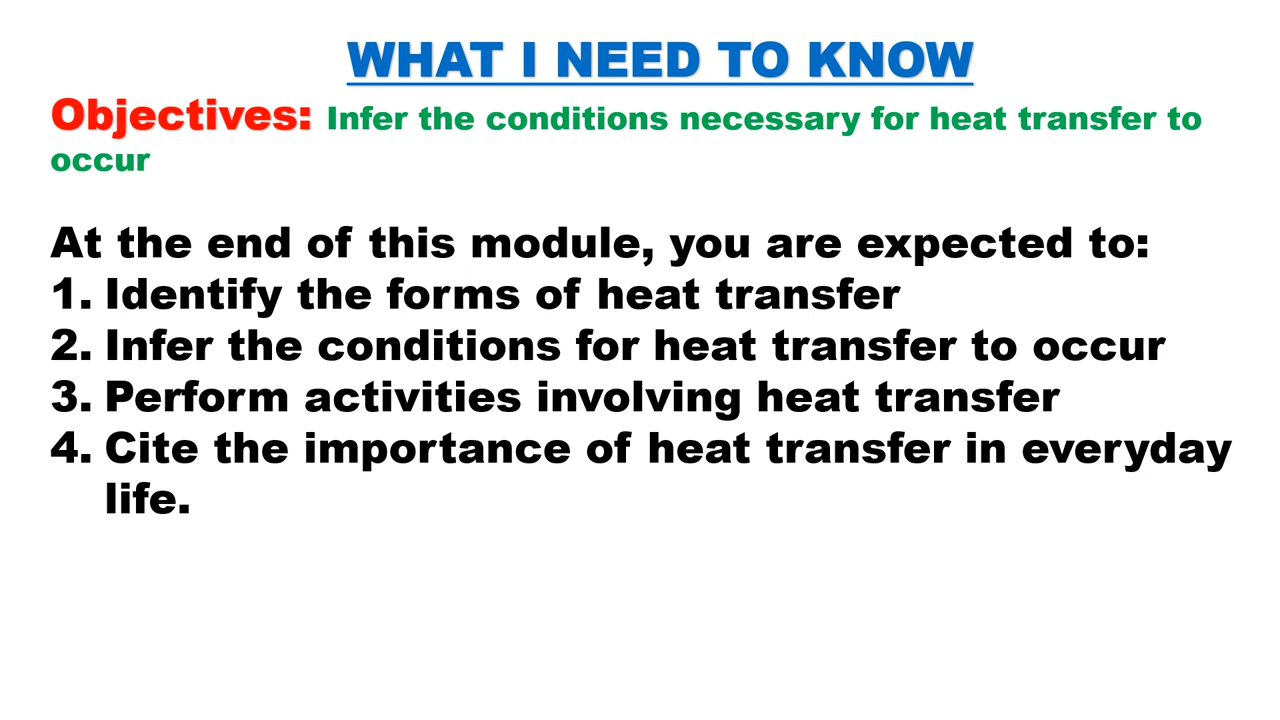 WHAT I NEED TO KNOW
Objectives: Infer the conditions necessary for heat transfer to
occur
At the end of this module, you are expected to:
1. Identify the forms of heat transfer
2. Infer the conditions for heat transfer to occur
3. Perform activities involving heat transfer
4. Cite the importance of heat transfer in everyday
life.